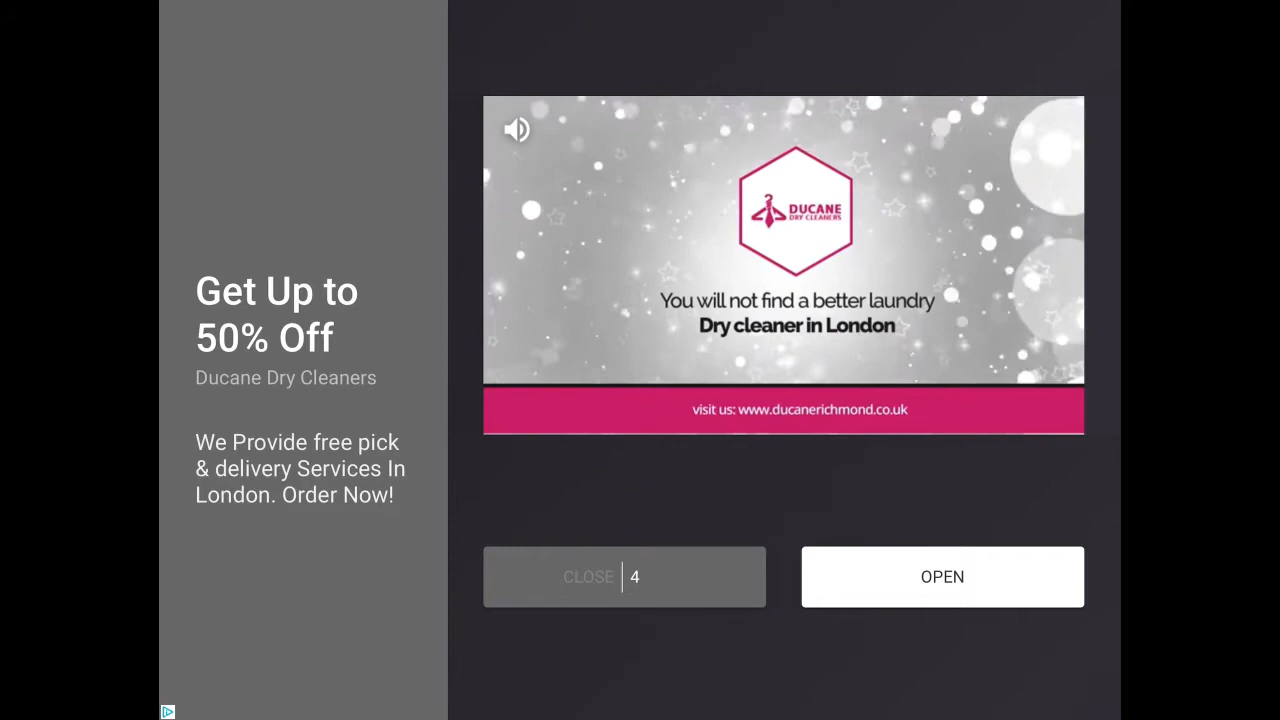 Get Up to
50% Off
Ducane Dry Cleaners
We Provide free pick
& delivery Services In
London. Order Now!
DUCANE
DRY CLEANERS
You will not find a better laundry
Dry cleaner in London
visit us: www.ducanerichmond.co.uk
CLOSE 4
OPEN